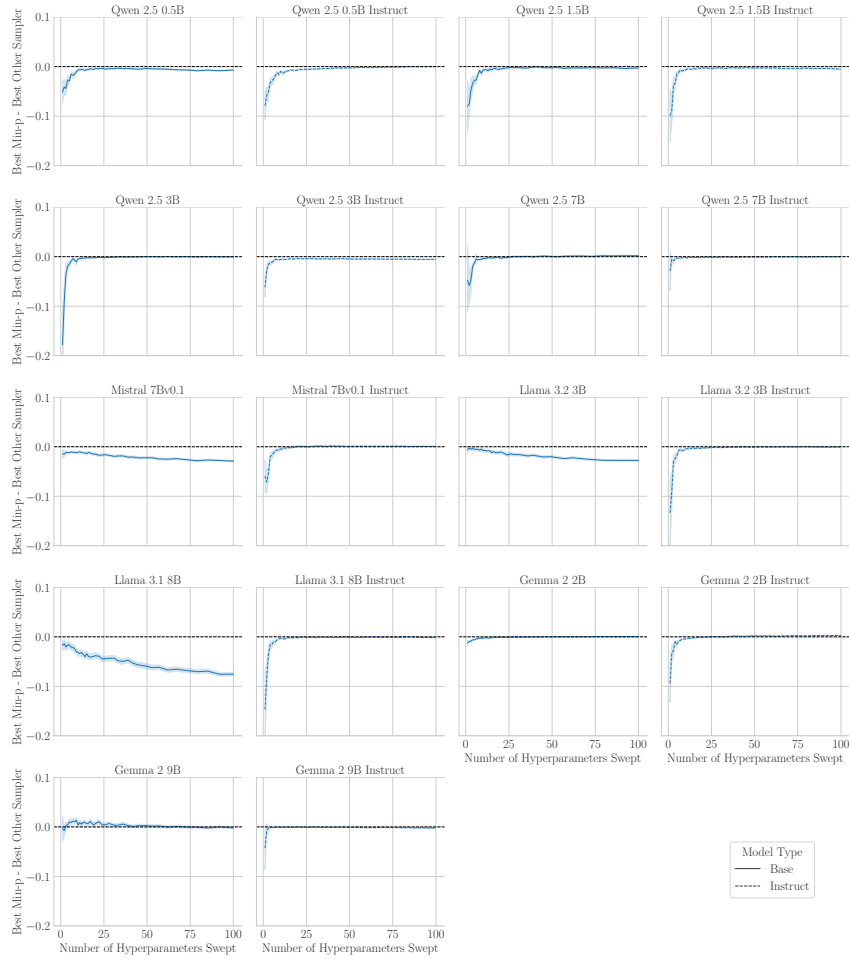 Qwen 2.5 0.5B
Qwen 2.5 0.5B Instruct
Qwen 2.5 1.5B
Qwen 2.5 1.5B Instruct
Best Min-p - Best Other Sampler
0.1
0.0
−0.1
−0.2
Qwen 2.5 3B
Qwen 2.5 3B Instruct
Qwen 2.5 7B
Qwen 2.5 7B Instruct
Best Min-p - Best Other Sampler
0.1
0.0
−0.1
−0.2
Mistral 7Bv0.1
Mistral 7Bv0.1 Instruct
Llama 3.2 3B
Llama 3.2 3B Instruct
Best Min-p - Best Other Sampler
0.1
0.0
−0.1
−0.2
Llama 3.1 8B
Llama 3.1 8B Instruct
Gemma 2 2B
Gemma 2 2B Instruct
Best Min-p - Best Other Sampler
0.1
0.0
−0.1
−0.2
0 25 50 75 100
Number of Hyperparameters Swept
0 25 50 75 100
Number of Hyperparameters Swept
Gemma 2 9B
Gemma 2 9B Instruct
Best Min-p - Best Other Sampler
0.1
0.0
−0.1
−0.2
0 25 50 75 100
Number of Hyperparameters Swept
0 25 50 75 100
Number of Hyperparameters Swept
Model Type
Base
Instruct